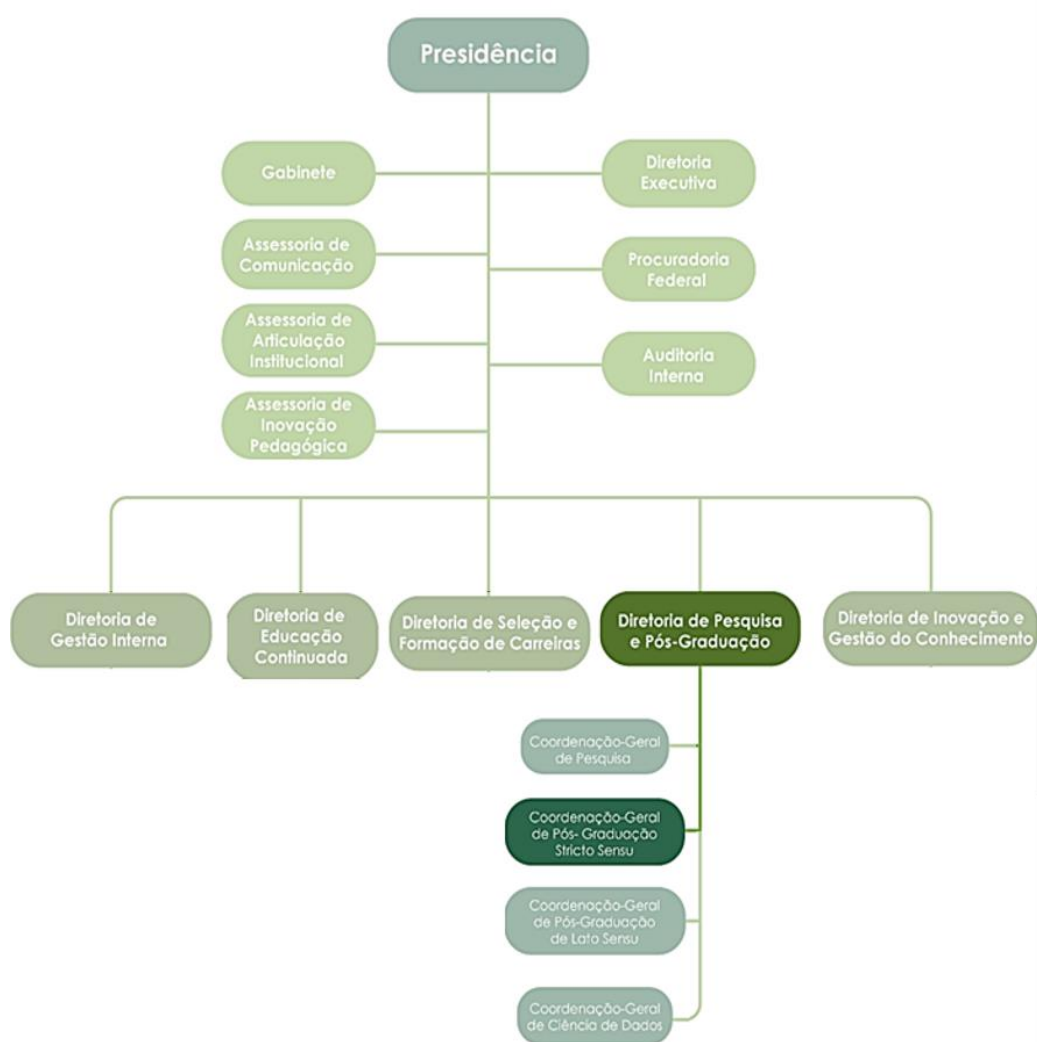 Presidência
Gabinete
Diretoria
Executiva
Assessoria de
Comunicação
Procuradoria
Federal
Assessoria de
Articulação
Institucional
Auditoria
Interna
Assessoria de
Inovação
Pedagógica
Diretoria de
Gestão Interna
Diretoria de
Educação
Continuada
Diretoria de Seleção e
Formação de Carreiras
Diretoria de Pesquisa
e Pós-Graduação
Diretoria de Inovação e
Gestão do Conhecimento
Coordenação-Geral
de Pesquisa
Coordenação-Geral
de Pós- Graduação
Stricto Sensu
Coordenação-Geral
de Pós-Graduação
de Lato Sensu
Coordenação-Geral
de Ciência de Dados